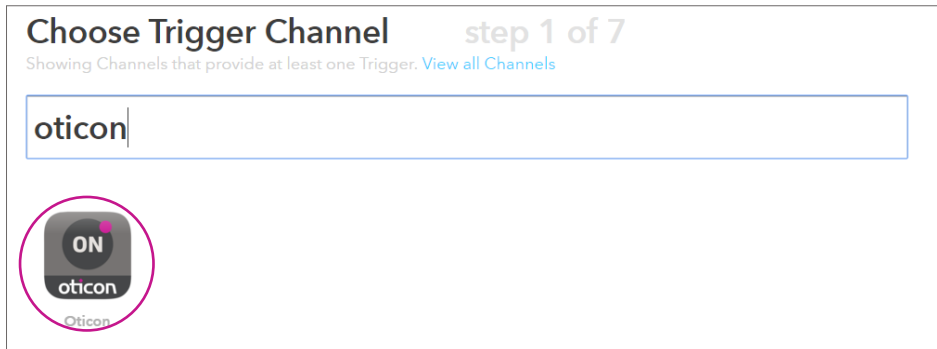 Choose Trigger Channel step 1 of 7
Showing Channels that provide at least one Trigger. View all Channels
oticon
ON
oticon
Oticon